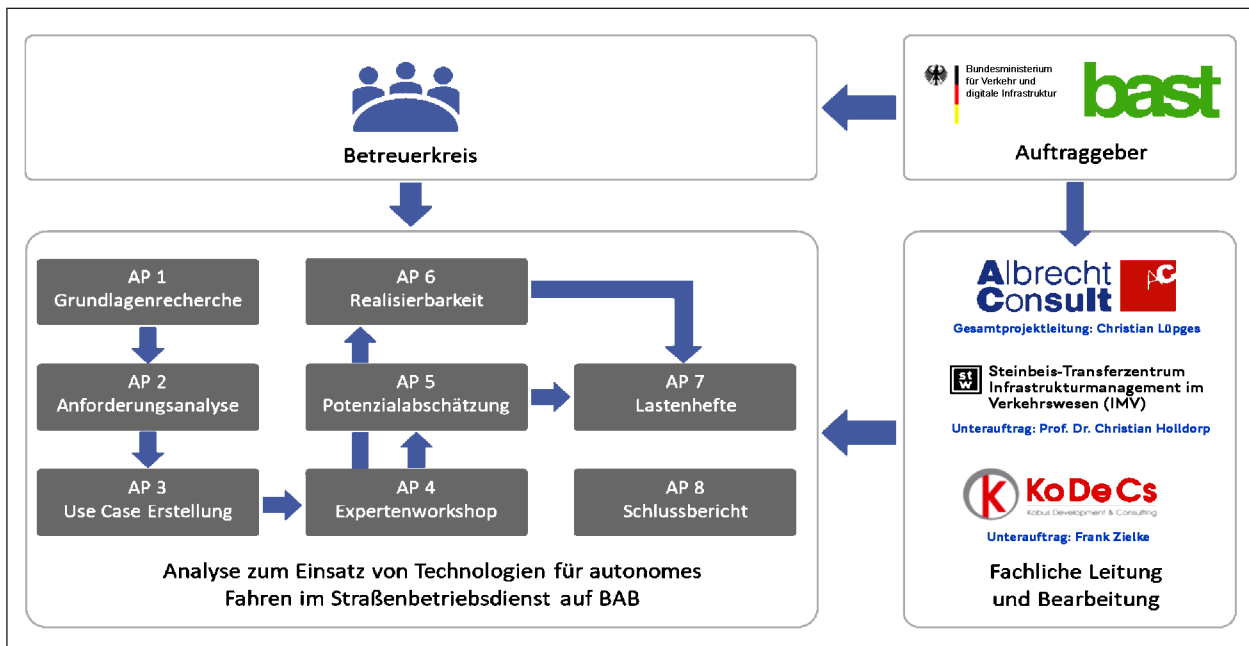 Betreuerkreis
Bundesministerium
für Verkehr und
digitale Infrastruktur
bast
Auftraggeber
AP 1
Grundlagenrecherche
AP 2
Anforderungsanalyse
AP 3
Use Case Erstellung
AP 6
Realisierbarkeit
AP 5
Potenzialabschätzung
AP 4
Expertenworkshop
AP 7
Lastenhefte
AP 8
Schlussbericht
Analyse zum Einsatz von Technologien für autonomes
Fahren im Straßenbetriebsdienst auf BAB
Albrecht
Consult
AC
Gesamtprojektleitung: Christian Lüpges
stw
Steinbeis-Transferzentrum
Infrastrukturmanagement im
Verkehrswesen (IMV)
Unterauftrag: Prof. Dr. Christian Holldorp
K
KoDeCs
Kobus Development & Consulting
Unterauftrag: Frank Zielke
Fachliche Leitung
und Bearbeitung